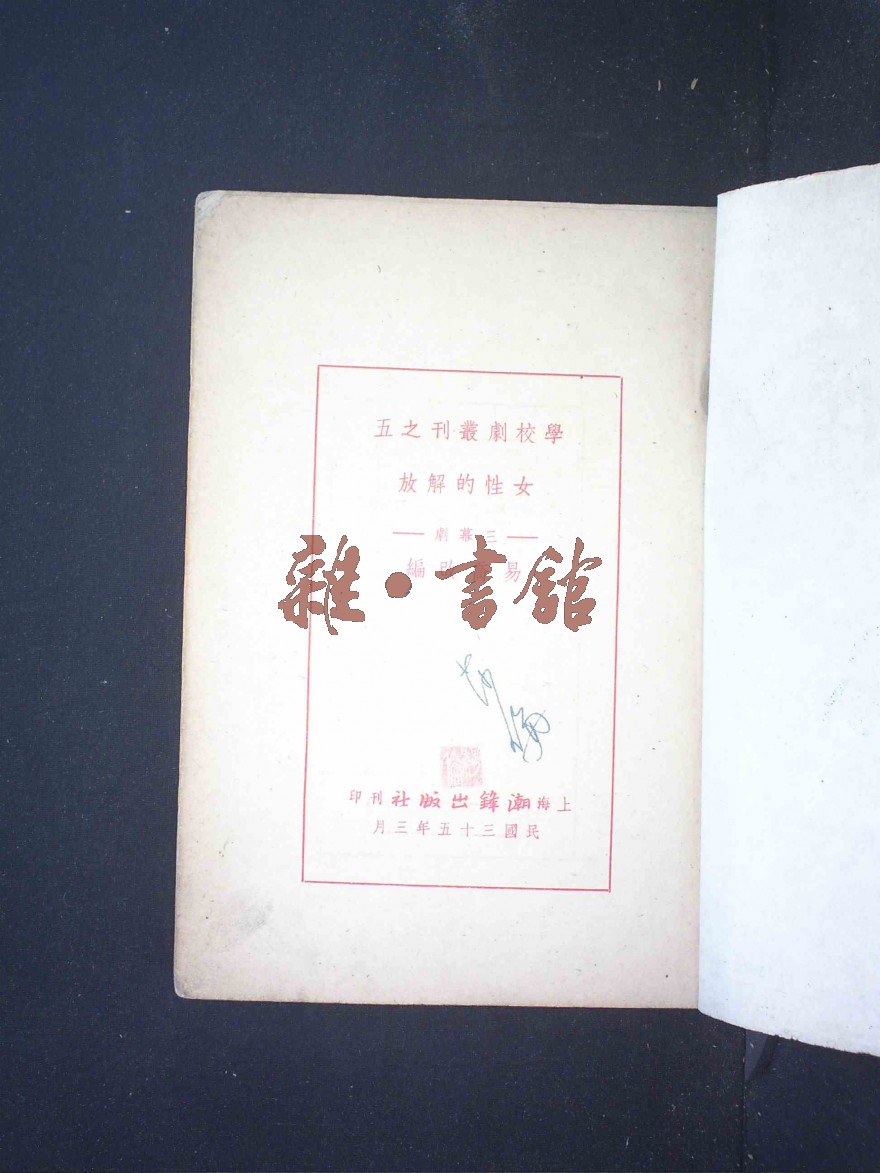 學校劇叢刊之五
女性的解放
——三幕劇——
易 編
雜·書館
上海潮鋒出版社刊印
民國三十五年三月